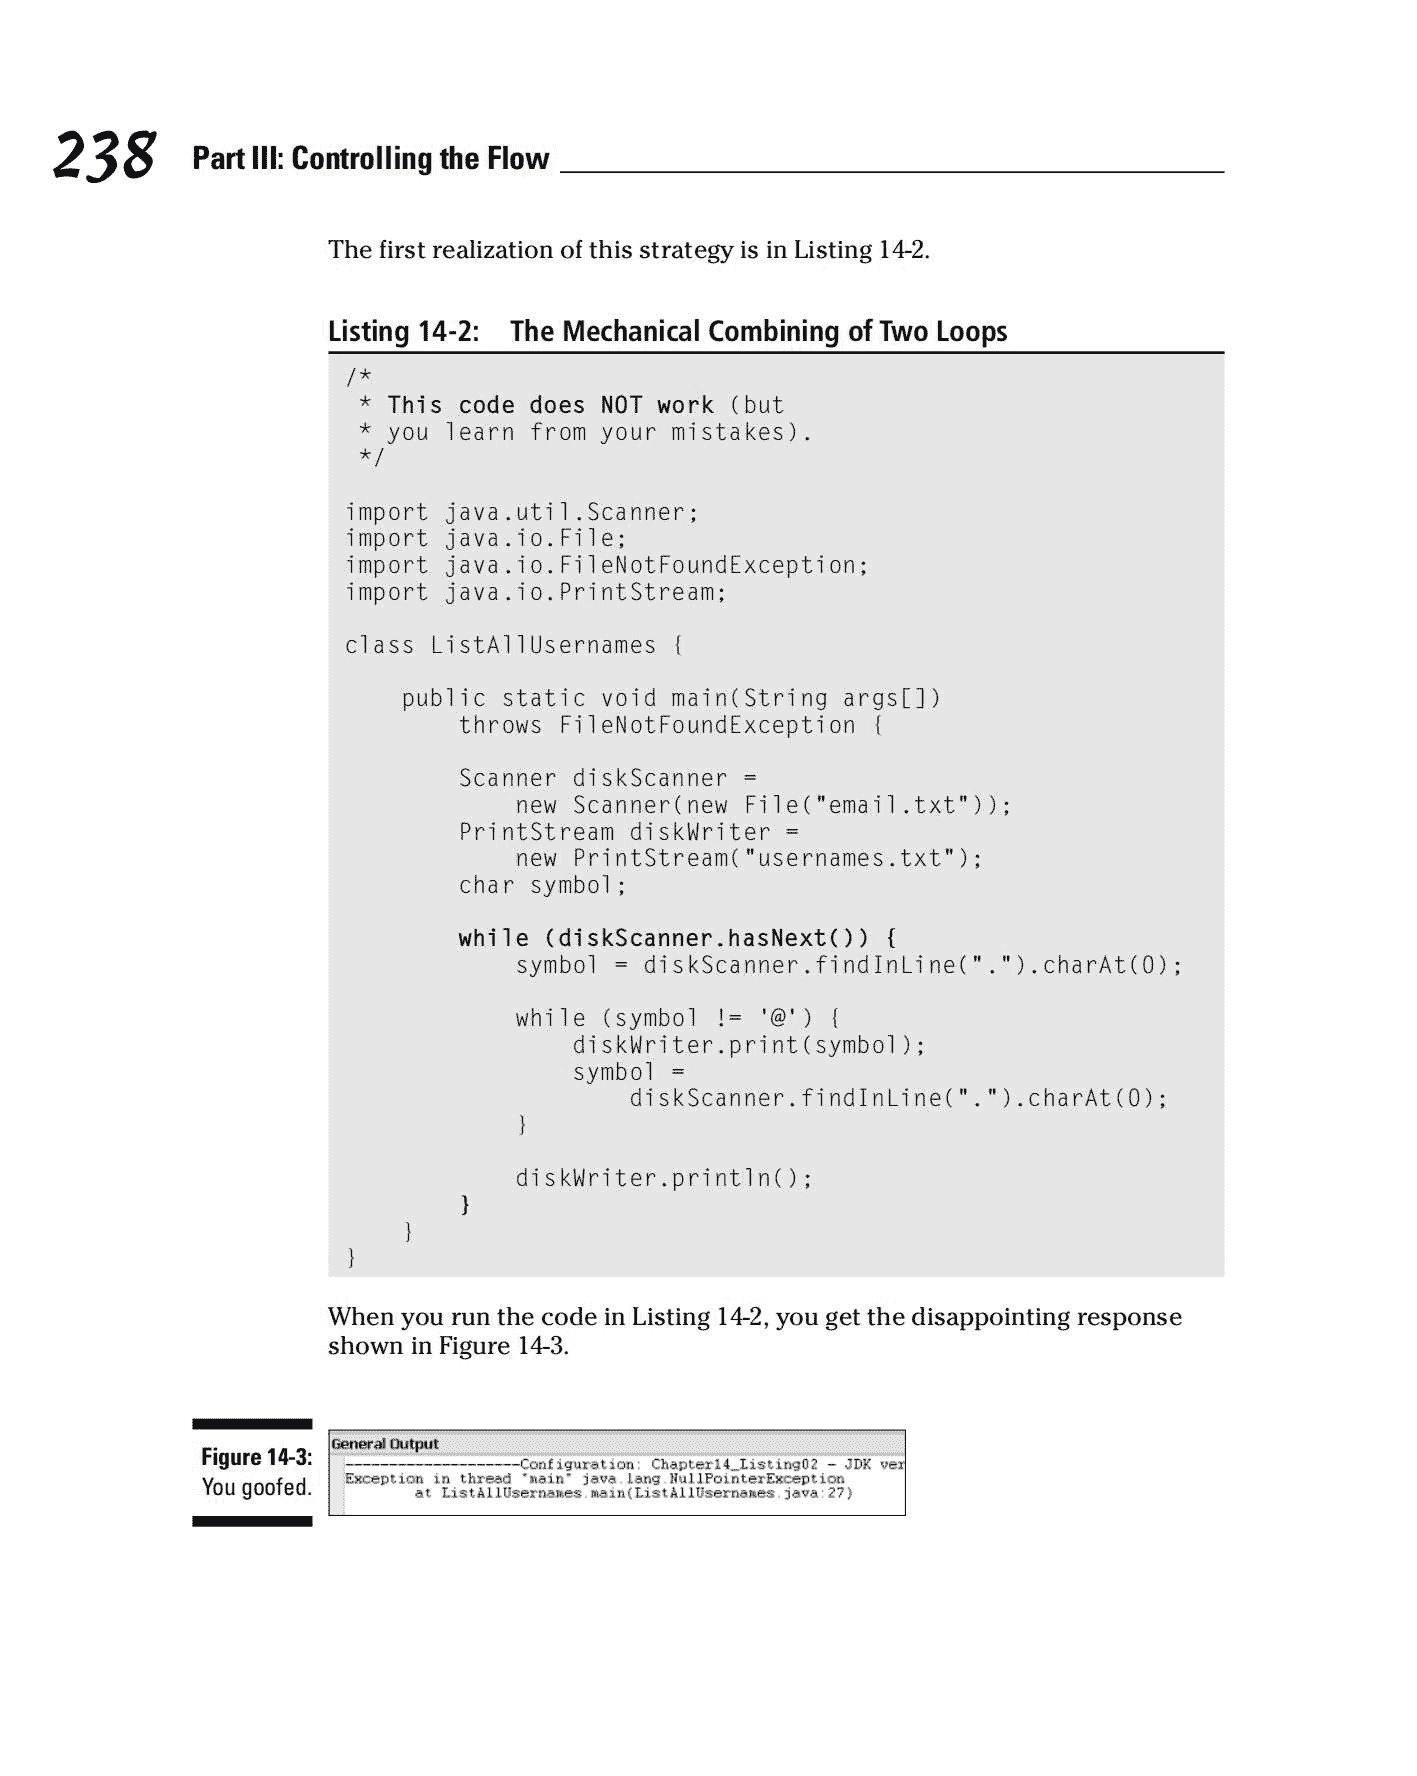 238 Part III: Controlling the Flow
The first realization of this strategy is in Listing 14-2.
Listing 14-2: The Mechanical Combining of Two Loops
/*
 * This code does NOT work (but
 * you learn from your mistakes).
 */
import java.util.Scanner;
import java.io.File;
import java.io.FileNotFoundException;
import java.io.PrintStream;
class ListAllUsernames {
    public static void main(String args[])
        throws FileNotFoundException {
        Scanner diskScanner =
            new Scanner(new File("email.txt"));
        PrintStream diskWriter =
            new PrintStream("usernames.txt");
        char symbol;
        while (diskScanner.hasNext()) {
            symbol = diskScanner.findInLine(".").charAt(0);
            while (symbol != '@') {
                diskWriter.print(symbol);
                symbol =
                    diskScanner.findInLine(".").charAt(0);
            }
            diskWriter.println();
        }
    }
}
When you run the code in Listing 14-2, you get the disappointing response
shown in Figure 14-3.
Figure 14-3:
You goofed.
General Output
--------------------Configuration: Chapter14_Listing02 - JDK ver
Exception in thread "main" java.lang.NullPointerException
        at ListAllUsernames.main(ListAllUsernames.java:27)